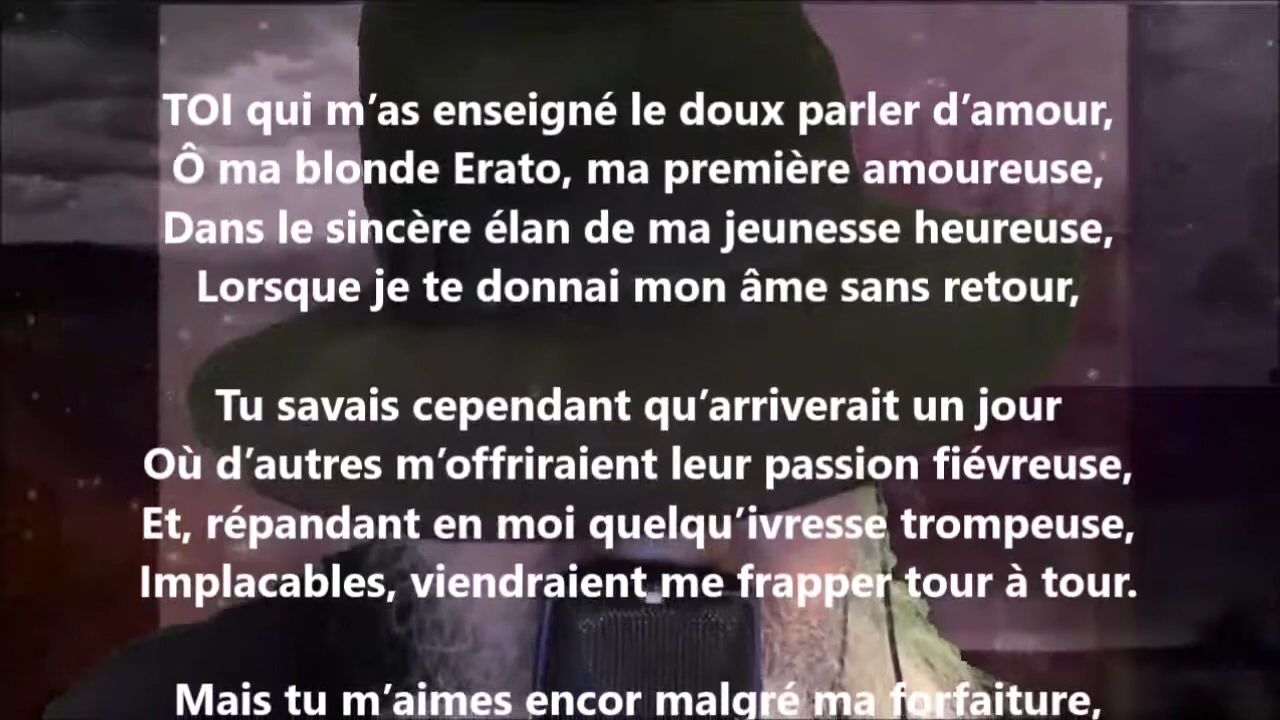 TOI qui m’as enseigné le doux parler d’amour,
Ô ma blonde Erato, ma première amoureuse,
Dans le sincère élan de ma jeunesse heureuse,
Lorsque je te donnai mon âme sans retour,
Tu savais cependant qu’arriverait un jour
Où d’autres m’offriraient leur passion fiévreuse,
Et, répandant en moi quelqu’ivresse trompeuse,
Implacables, viendraient me frapper tour à tour.
Mais tu m’aimes encor malgré ma forfaiture,